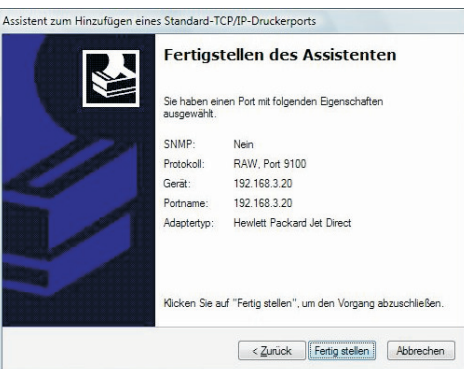 Assistent zum Hinzufügen eines Standard-TCP/IP-Druckerports
Fertigstellen des Assistenten
Sie haben einen Port mit folgenden Eigenschaften
ausgewählt.
SNMP: Nein
Protokoll: RAW, Port 9100
Gerät: 192.168.3.20
Portname: 192.168.3.20
Adaptertyp: Hewlett Packard Jet Direct
Klicken Sie auf "Fertig stellen", um den Vorgang abzuschließen.
< Zurück Fertig stellen Abbrechen